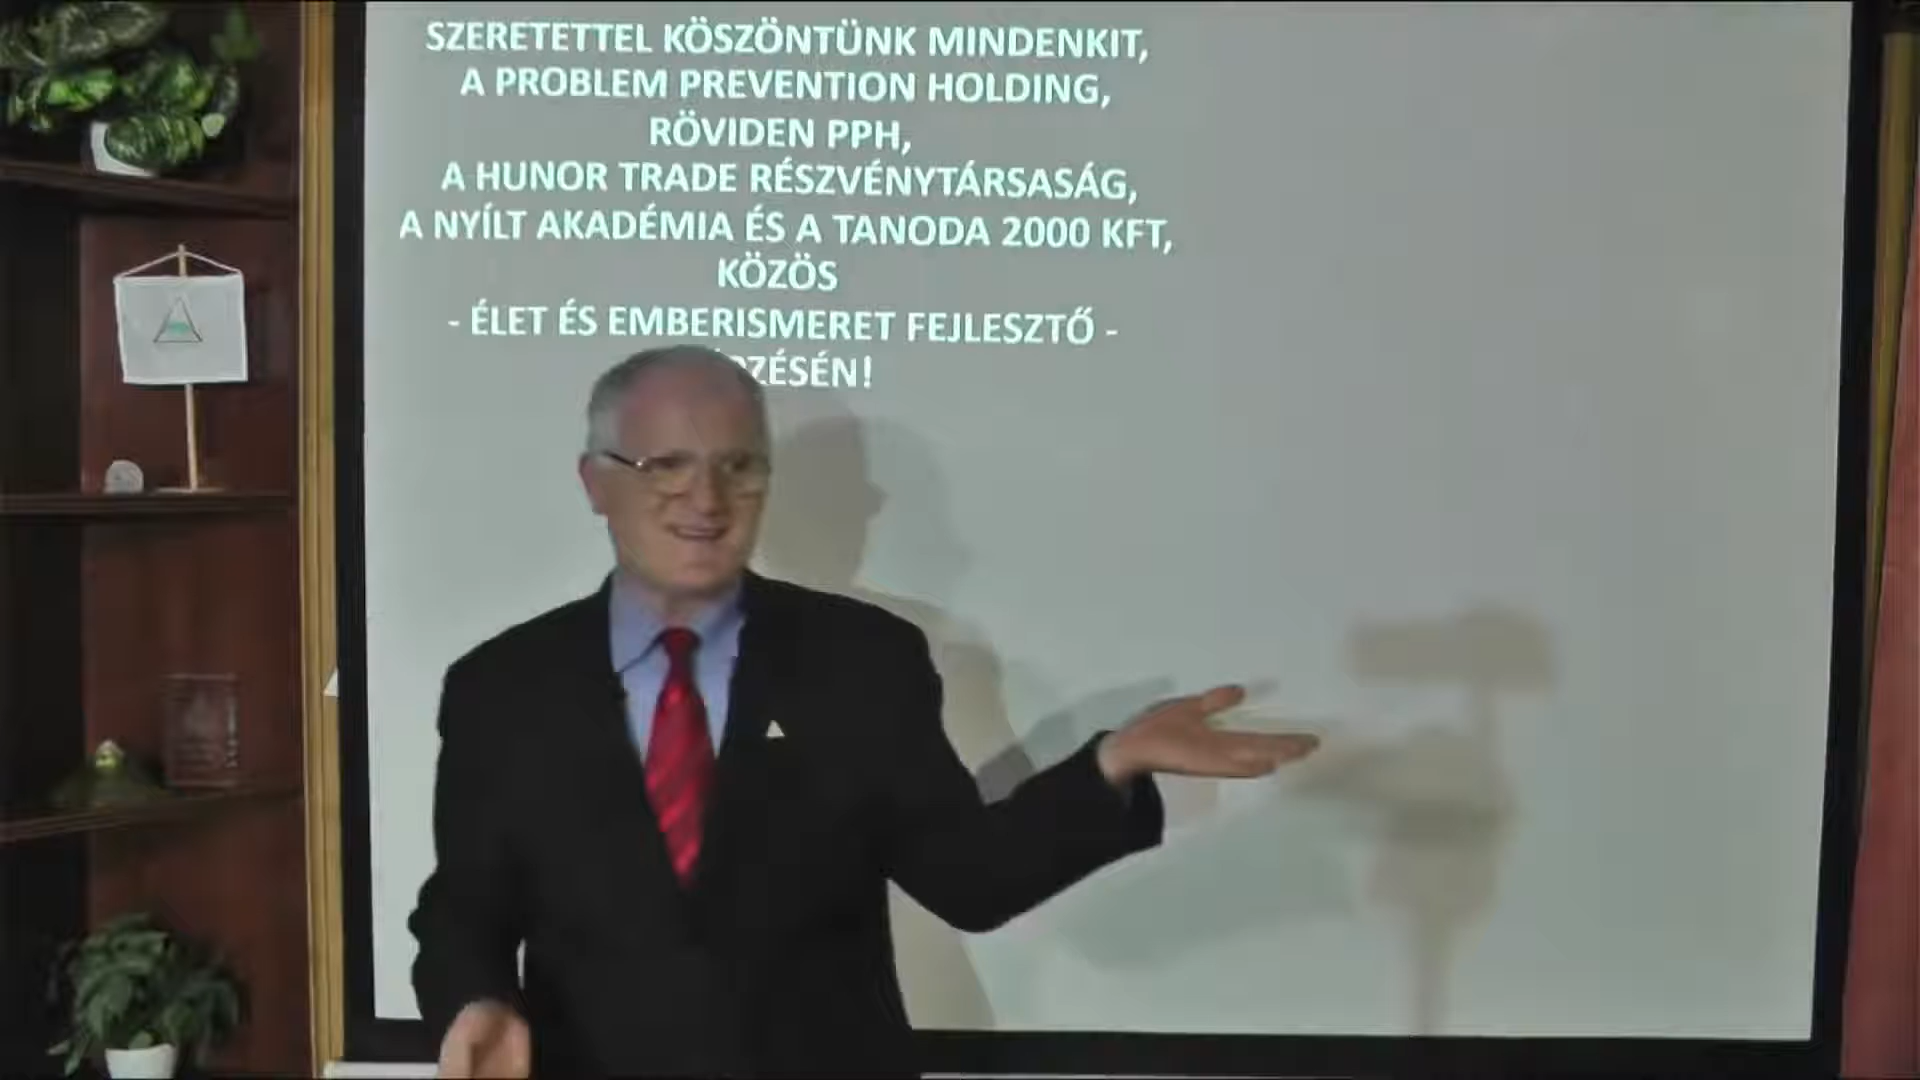 SZERETETTEL KÖSZÖNTÜNK MINDENKIT,
A PROBLEM PREVENTION HOLDING,
RÖVIDEN PPH,
A HUNOR TRADE RÉSZVÉNYTÁRSASÁG,
A NYÍLT AKADÉMIA ÉS A TANODA 2000 KFT,
KÖZÖS
- ÉLET ÉS EMBERISMERET FEJLESZTŐ -